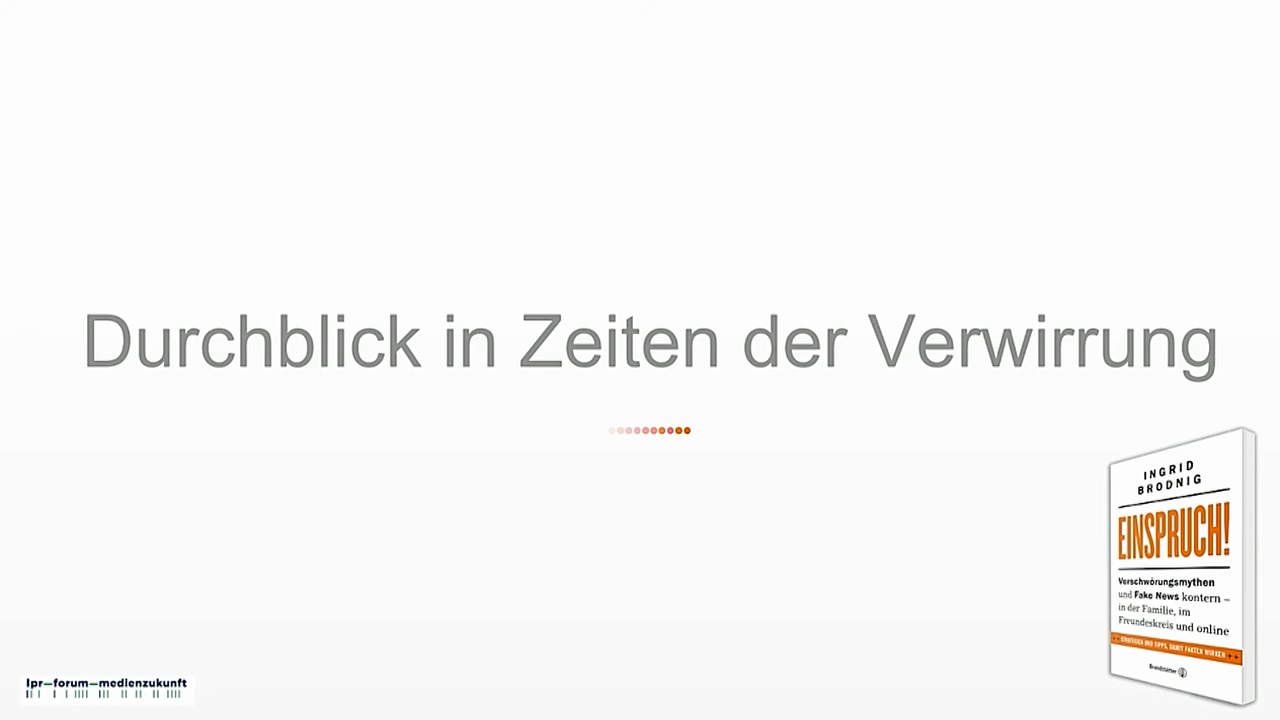 Durchblick in Zeiten der Verwirrung
INGRID
BRODNIG
EINSPRUCH!
Verschwörungsmythen
und Fake News kontern –
in der Familie, im
Freundeskreis und online
STRATEGIEN UND TIPPS, DAMIT FAKTEN WIRKEN
Brandstätter
lpr–forum–medienzukunft